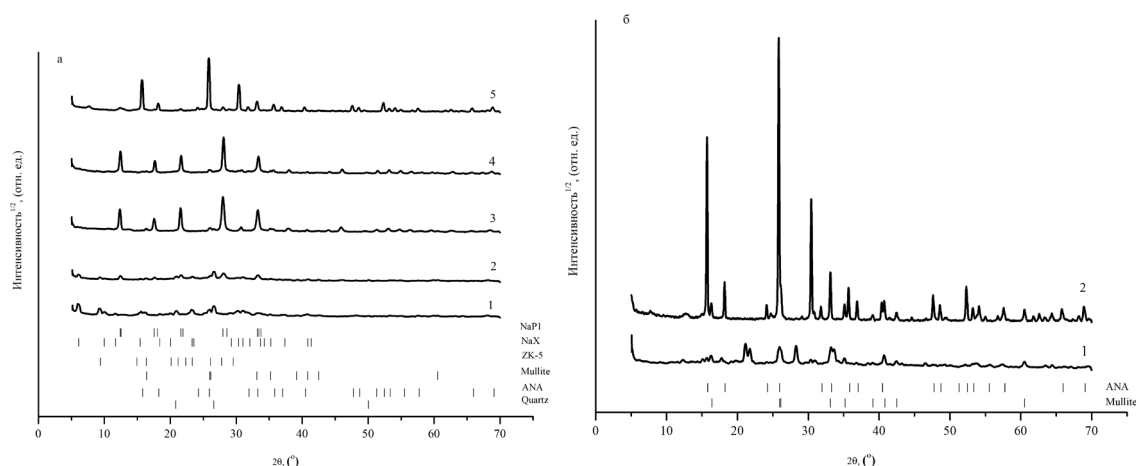 а
5
4
3
2
1
Интенсивность1/2, (отн. ед.)
NaP1
NaX
ZK-5
Mullite
ANA
Quartz
0 10 20 30 40 50 60 70
2θ, (°)
б
2
1
Интенсивность1/2, (отн. ед.)
ANA
Mullite
0 10 20 30 40 50 60 70
2θ, (°)